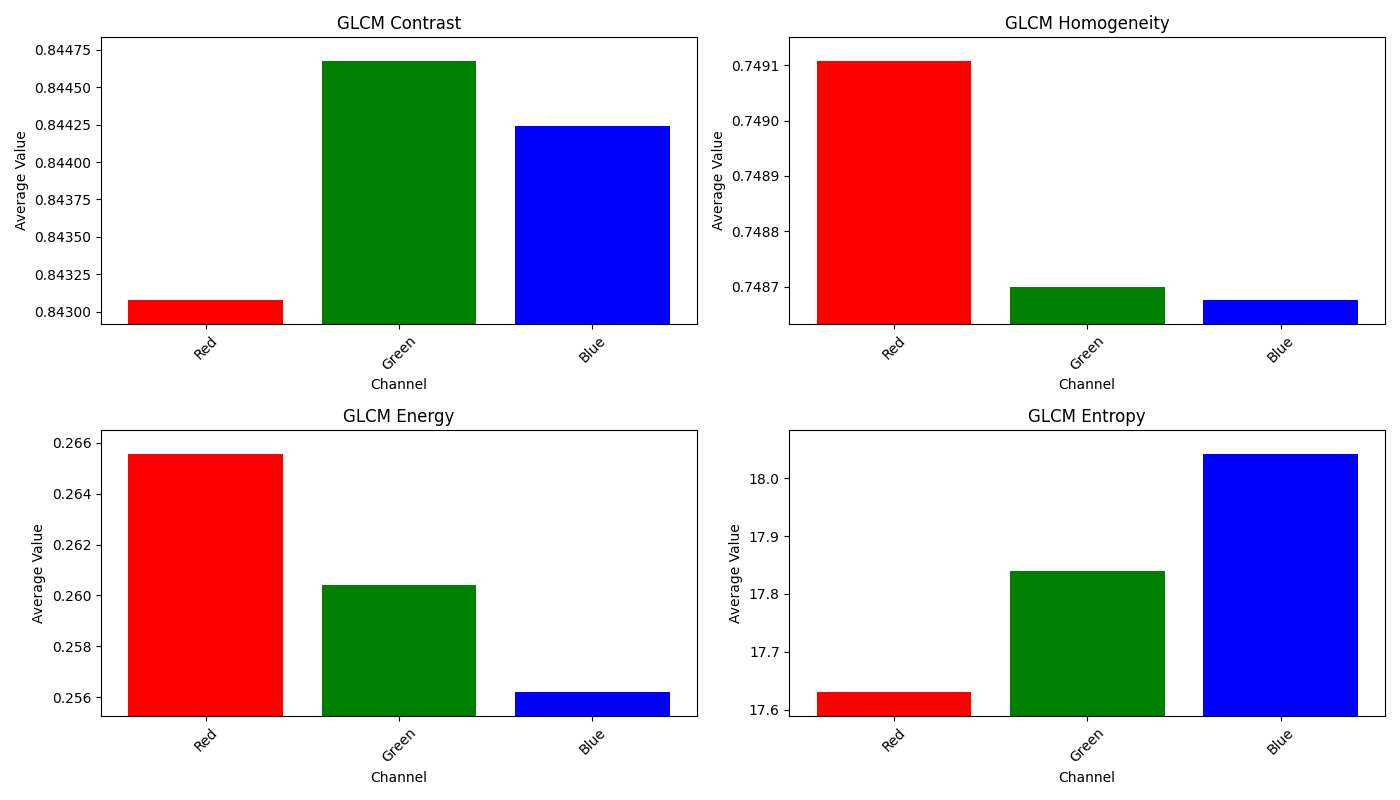 GLCM Contrast
0.84475
0.84450
0.84425
0.84400
0.84375
0.84350
0.84325
0.84300
Average Value
Red
Green
Blue
Channel
GLCM Homogeneity
0.7491
0.7490
0.7489
0.7488
0.7487
Average Value
Red
Green
Blue
Channel
GLCM Energy
0.266
0.264
0.262
0.260
0.258
0.256
Average Value
Red
Green
Blue
Channel
GLCM Entropy
18.0
17.9
17.8
17.7
17.6
Average Value
Red
Green
Blue
Channel